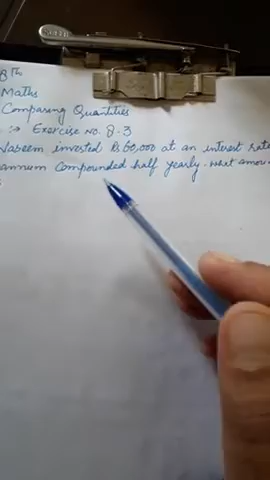 8th
Maths
Comparing Quantities
:→ Exercise No. 8.3
invested Rs. 60,000 at an interest rate
annum Compounded half yearly. what amou